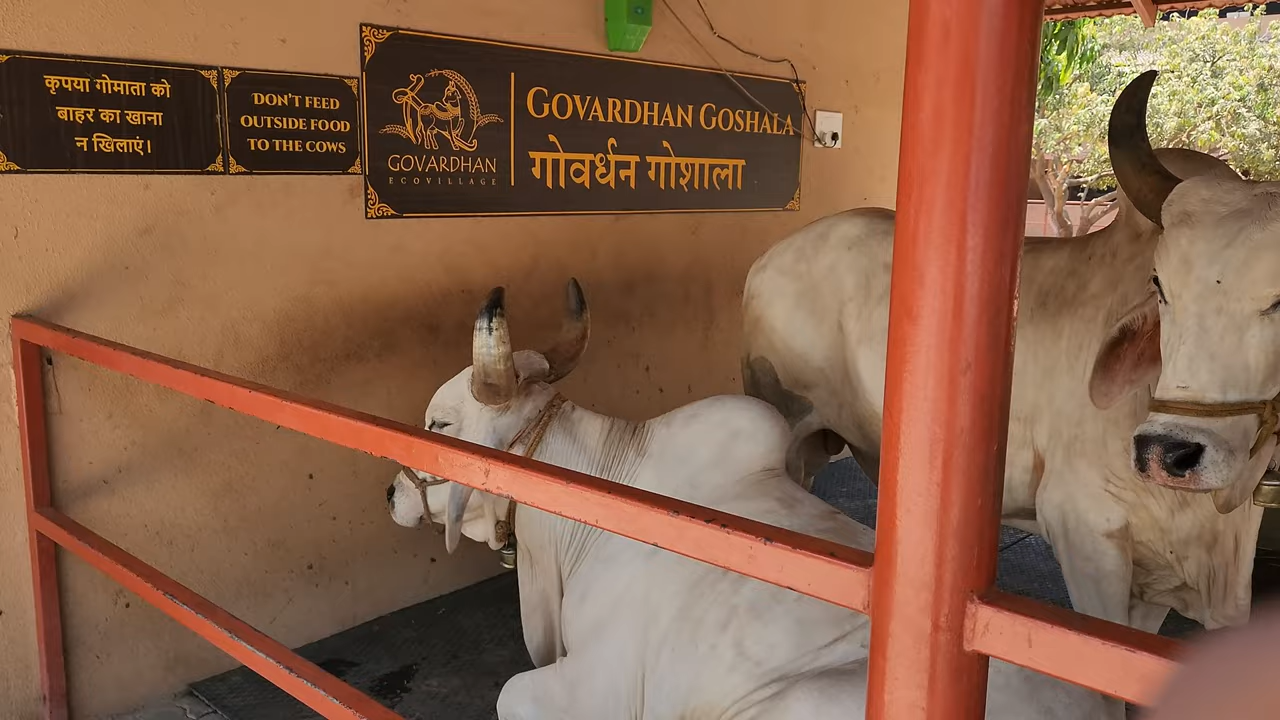 कृपया गोमाता को
बाहर का खाना
न खिलाएं।
DON'T FEED
OUTSIDE FOOD
TO THE COWS
GOVARDHAN
ECOVILLAGE
GOVARDHAN GOSHALA
गोवर्धन गोशाला